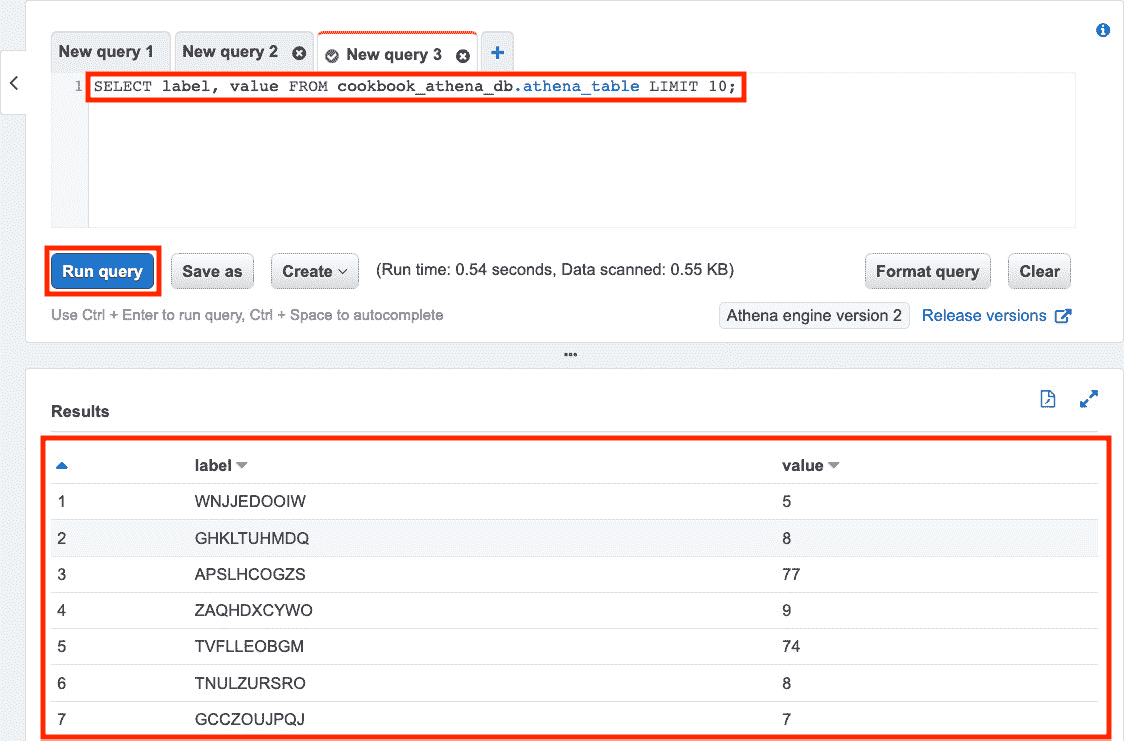 New query 1 New query 2 New query 3 +
1 SELECT label, value FROM cookbook_athena_db.athena_table LIMIT 10;
Run query Save as Create (Run time: 0.54 seconds, Data scanned: 0.55 KB) Format query Clear
Use Ctrl + Enter to run query, Ctrl + Space to autocomplete Athena engine version 2 Release versions
Results
label value
1 WNJJEDOOIW 5
2 GHKLTUHMDQ 8
3 APSLHCOGZS 77
4 ZAQHDXCYWO 9
5 TVFLLEOBGM 74
6 TNULZURSRO 8
7 GCCZOUJPQJ 7